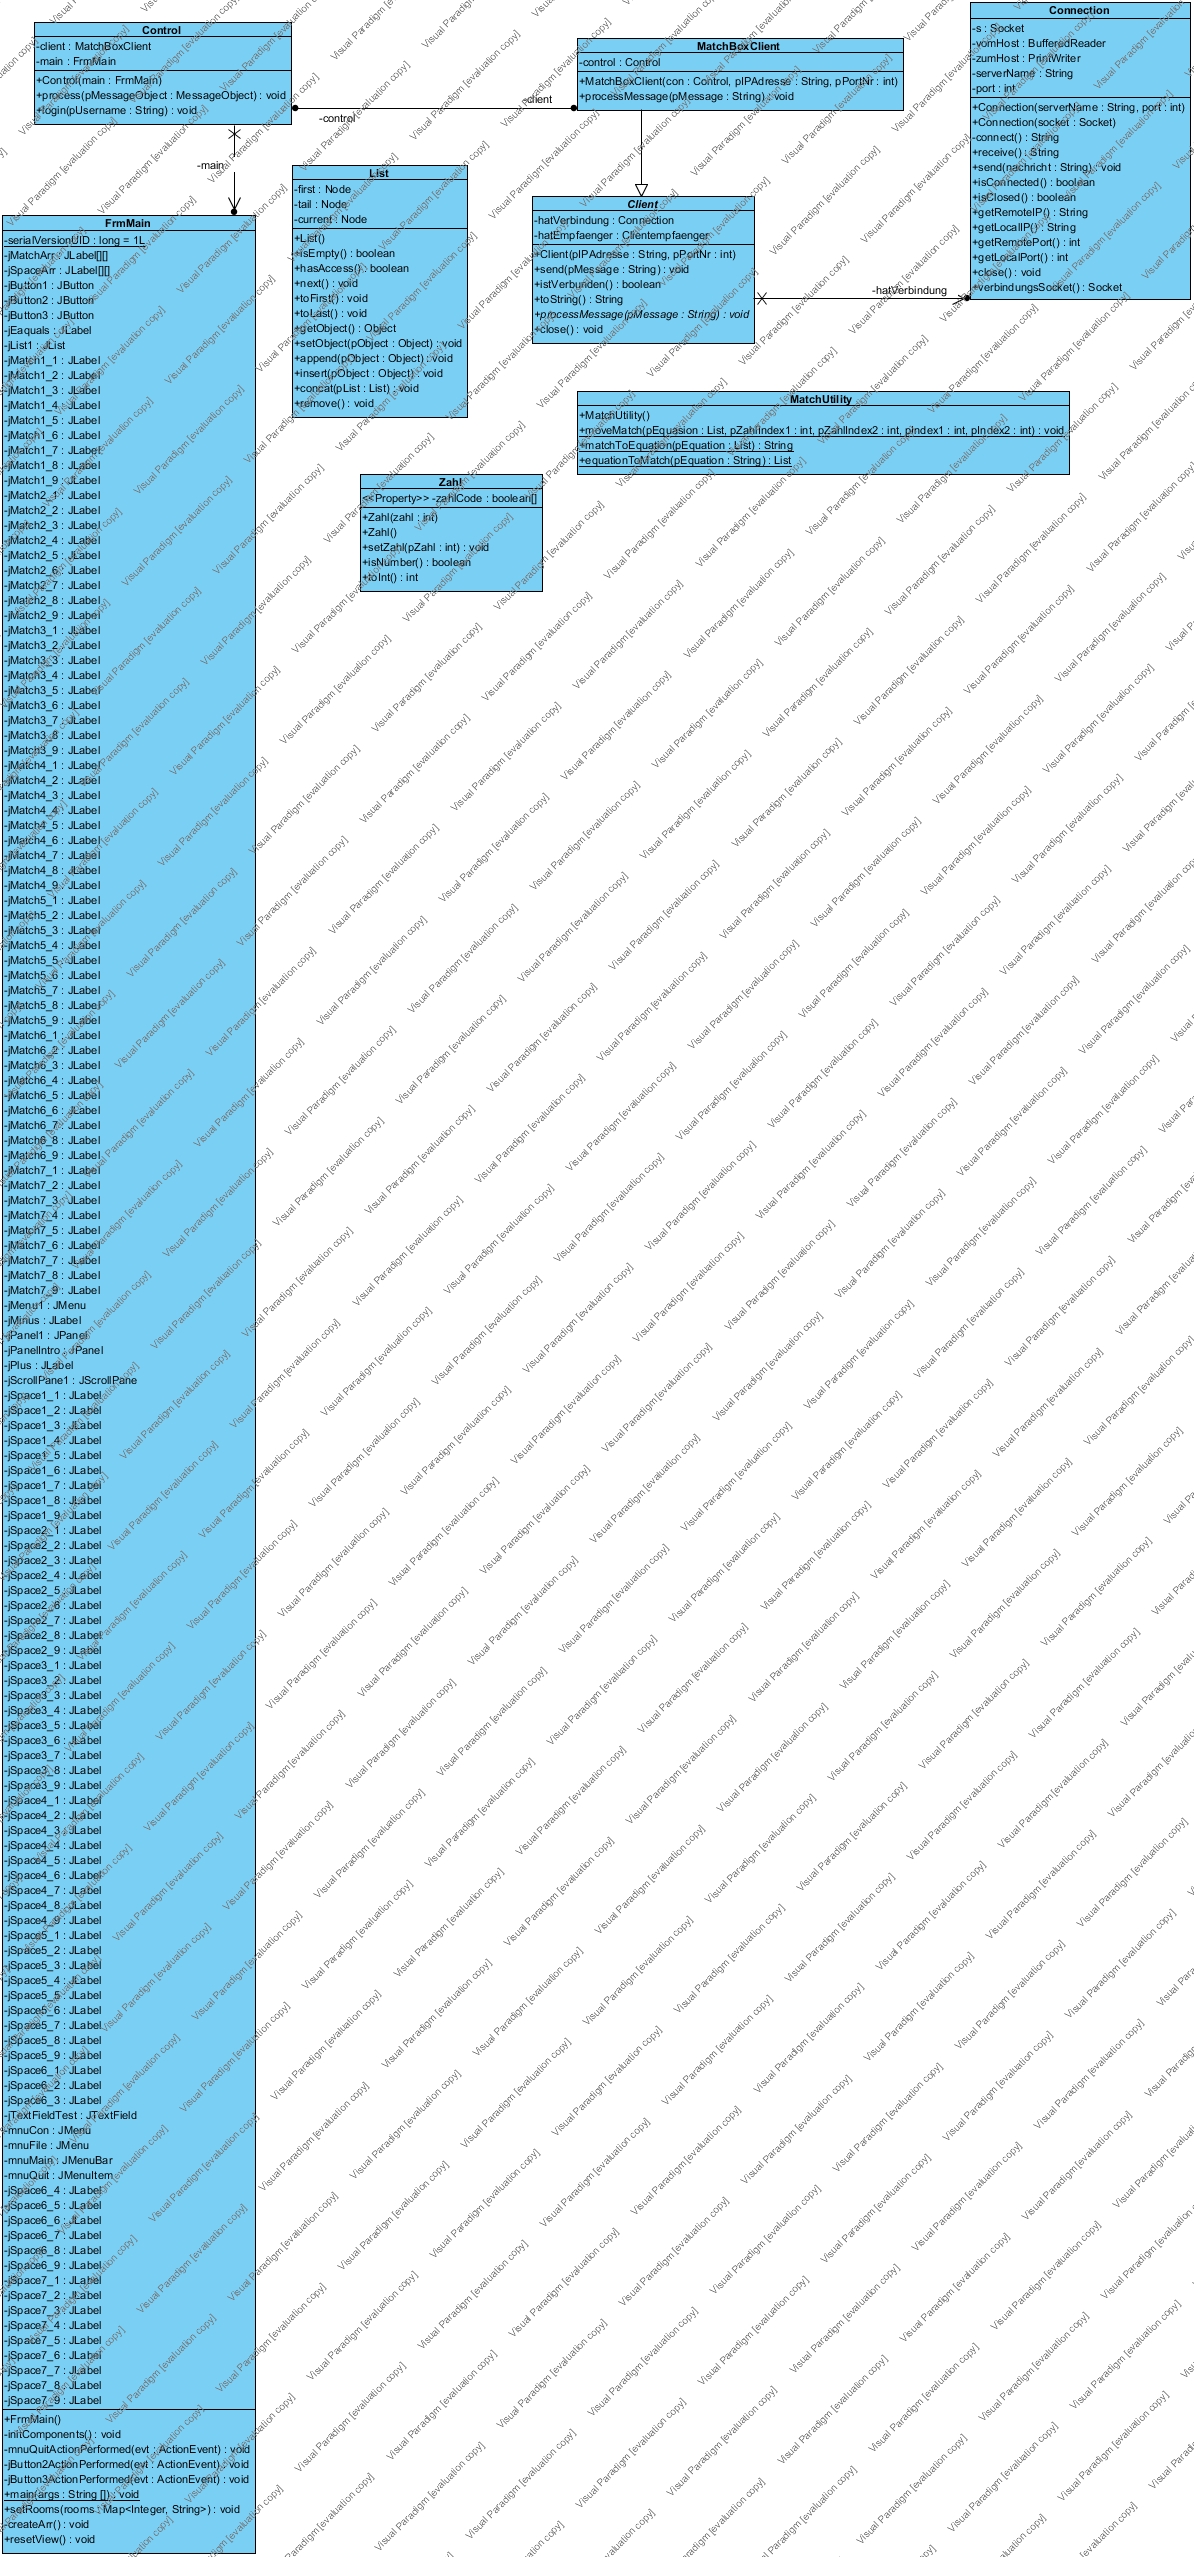 Control
-client : MatchBoxClient
-main : FrmMain
+Control(main : FrmMain)
+process(pMessageObject : MessageObject) : void
+login(pUsername : String) : void
-client
-control
-main
MatchBoxClient
-control : Control
+MatchBoxClient(con : Control, pIPAdresse : String, pPortNr : int)
+processMessage(pMessage : String) : void
Connection
-s : Socket
-vomHost : BufferedReader
-zumHost : PrintWriter
-serverName : String
-port : int
+Connection(serverName : String, port : int)
+Connection(socket : Socket)
-connect() : String
+receive() : String
+send(nachricht : String) : void
+isConnected() : boolean
+isClosed() : boolean
+getRemoteIP() : String
+getLocalIP() : String
+getRemotePort() : int
+getLocalPort() : int
+close() : void
+verbindungsSocket() : Socket
List
-first : Node
-tail : Node
-current : Node
+List()
+isEmpty() : boolean
+hasAccess() : boolean
+next() : void
+toFirst() : void
+toLast() : void
+getObject() : Object
+setObject(pObject : Object) : void
+append(pObject : Object) : void
+insert(pObject : Object) : void
+concat(pList : List) : void
+remove() : void
Client
-hatVerbindung : Connection
-hatEmpfaenger : Clientempfaenger
+Client(pIPAdresse : String, pPortNr : int)
+send(pMessage : String) : void
+istVerbunden() : boolean
+toString() : String
+processMessage(pMessage : String) : void
+close() : void
-hatVerbindung
MatchUtility
+MatchUtility()
+moveMatch(pEquasion : List, pZahlIndex1 : int, pZahlIndex2 : int, pIndex1 : int, pIndex2 : int) : void
+matchToEquation(pEquation : List) : String
+equationToMatch(pEquation : String) : List
Zahl
<<Property>> -zahlCode : boolean[]
+Zahl(zahl : int)
+Zahl()
+setZahl(pZahl : int) : void
+isNumber() : boolean
+toInt() : int
FrmMain
-serialVersionUID : long = 1L
-jMatchArr : JLabel[][]
-jSpaceArr : JLabel[][]
-jButton1 : JButton
-jButton2 : JButton
-jButton3 : JButton
-jEaquals : JLabel
-jList1 : JList
-jMatch1_1 : JLabel
-jMatch1_2 : JLabel
-jMatch1_3 : JLabel
-jMatch1_4 : JLabel
-jMatch1_5 : JLabel
-jMatch1_6 : JLabel
-jMatch1_7 : JLabel
-jMatch1_8 : JLabel
-jMatch1_9 : JLabel
-jMatch2_1 : JLabel
-jMatch2_2 : JLabel
-jMatch2_3 : JLabel
-jMatch2_4 : JLabel
-jMatch2_5 : JLabel
-jMatch2_6 : JLabel
-jMatch2_7 : JLabel
-jMatch2_8 : JLabel
-jMatch2_9 : JLabel
-jMatch3_1 : JLabel
-jMatch3_2 : JLabel
-jMatch3_3 : JLabel
-jMatch3_4 : JLabel
-jMatch3_5 : JLabel
-jMatch3_6 : JLabel
-jMatch3_7 : JLabel
-jMatch3_8 : JLabel
-jMatch3_9 : JLabel
-jMatch4_1 : JLabel
-jMatch4_2 : JLabel
-jMatch4_3 : JLabel
-jMatch4_4 : JLabel
-jMatch4_5 : JLabel
-jMatch4_6 : JLabel
-jMatch4_7 : JLabel
-jMatch4_8 : JLabel
-jMatch4_9 : JLabel
-jMatch5_1 : JLabel
-jMatch5_2 : JLabel
-jMatch5_3 : JLabel
-jMatch5_4 : JLabel
-jMatch5_5 : JLabel
-jMatch5_6 : JLabel
-jMatch5_7 : JLabel
-jMatch5_8 : JLabel
-jMatch5_9 : JLabel
-jMatch6_1 : JLabel
-jMatch6_2 : JLabel
-jMatch6_3 : JLabel
-jMatch6_4 : JLabel
-jMatch6_5 : JLabel
-jMatch6_6 : JLabel
-jMatch6_7 : JLabel
-jMatch6_8 : JLabel
-jMatch6_9 : JLabel
-jMatch7_1 : JLabel
-jMatch7_2 : JLabel
-jMatch7_3 : JLabel
-jMatch7_4 : JLabel
-jMatch7_5 : JLabel
-jMatch7_6 : JLabel
-jMatch7_7 : JLabel
-jMatch7_8 : JLabel
-jMatch7_9 : JLabel
-jMenu1 : JMenu
-jMinus : JLabel
-jPanel1 : JPanel
-jPanelIntro : JPanel
-jPlus : JLabel
-jScrollPane1 : JScrollPane
-jSpace1_1 : JLabel
-jSpace1_2 : JLabel
-jSpace1_3 : JLabel
-jSpace1_4 : JLabel
-jSpace1_5 : JLabel
-jSpace1_6 : JLabel
-jSpace1_7 : JLabel
-jSpace1_8 : JLabel
-jSpace1_9 : JLabel
-jSpace2_1 : JLabel
-jSpace2_2 : JLabel
-jSpace2_3 : JLabel
-jSpace2_4 : JLabel
-jSpace2_5 : JLabel
-jSpace2_6 : JLabel
-jSpace2_7 : JLabel
-jSpace2_8 : JLabel
-jSpace2_9 : JLabel
-jSpace3_1 : JLabel
-jSpace3_2 : JLabel
-jSpace3_3 : JLabel
-jSpace3_4 : JLabel
-jSpace3_5 : JLabel
-jSpace3_6 : JLabel
-jSpace3_7 : JLabel
-jSpace3_8 : JLabel
-jSpace3_9 : JLabel
-jSpace4_1 : JLabel
-jSpace4_2 : JLabel
-jSpace4_3 : JLabel
-jSpace4_4 : JLabel
-jSpace4_5 : JLabel
-jSpace4_6 : JLabel
-jSpace4_7 : JLabel
-jSpace4_8 : JLabel
-jSpace4_9 : JLabel
-jSpace5_1 : JLabel
-jSpace5_2 : JLabel
-jSpace5_3 : JLabel
-jSpace5_4 : JLabel
-jSpace5_5 : JLabel
-jSpace5_6 : JLabel
-jSpace5_7 : JLabel
-jSpace5_8 : JLabel
-jSpace5_9 : JLabel
-jSpace6_1 : JLabel
-jSpace6_2 : JLabel
-jSpace6_3 : JLabel
-jTextFieldTest : JTextField
-mnuCon : JMenu
-mnuFile : JMenu
-mnuMain : JMenuBar
-mnuQuit : JMenuItem
-jSpace6_4 : JLabel
-jSpace6_5 : JLabel
-jSpace6_6 : JLabel
-jSpace6_7 : JLabel
-jSpace6_8 : JLabel
-jSpace6_9 : JLabel
-jSpace7_1 : JLabel
-jSpace7_2 : JLabel
-jSpace7_3 : JLabel
-jSpace7_4 : JLabel
-jSpace7_5 : JLabel
-jSpace7_6 : JLabel
-jSpace7_7 : JLabel
-jSpace7_8 : JLabel
-jSpace7_9 : JLabel
+FrmMain()
-initComponents() : void
-mnuQuitActionPerformed(evt : ActionEvent) : void
-jButton2ActionPerformed(evt : ActionEvent) : void
-jButton3ActionPerformed(evt : ActionEvent) : void
+main(args : String []) : void
+setRooms(rooms : Map<Integer, String>) : void
-createArr() : void
+resetView() : void
Visual Paradigm [evaluation copy]